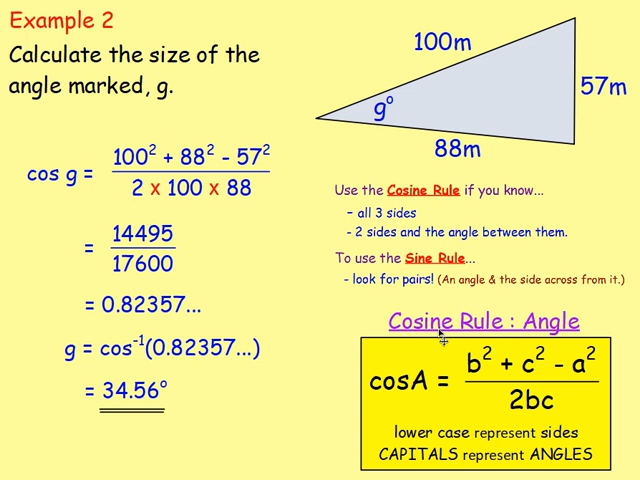 Example 2
Calculate the size of the
angle marked, g.
100m
57m
gº
88m
cos g = 100² + 88² - 57²
2 x 100 x 88
= 14495
17600
= 0.82357...
g = cos⁻¹(0.82357...)
= 34.56º
Use the Cosine Rule if you know...
- all 3 sides
- 2 sides and the angle between them.
To use the Sine Rule...
- look for pairs! (An angle & the side across from it.)
Cosine Rule : Angle
cosA = b² + c² - a²
2bc
lower case represent sides
CAPITALS represent ANGLES